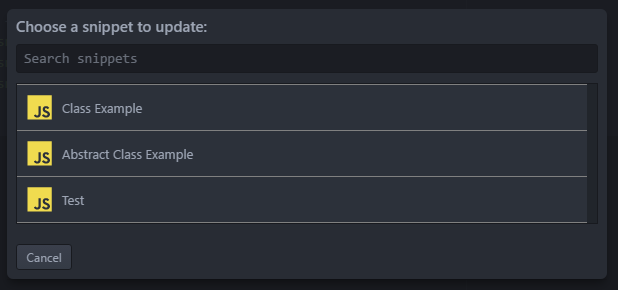 Choose a snippet to update:
Search snippets
JS Class Example
JS Abstract Class Example
JS Test
Cancel